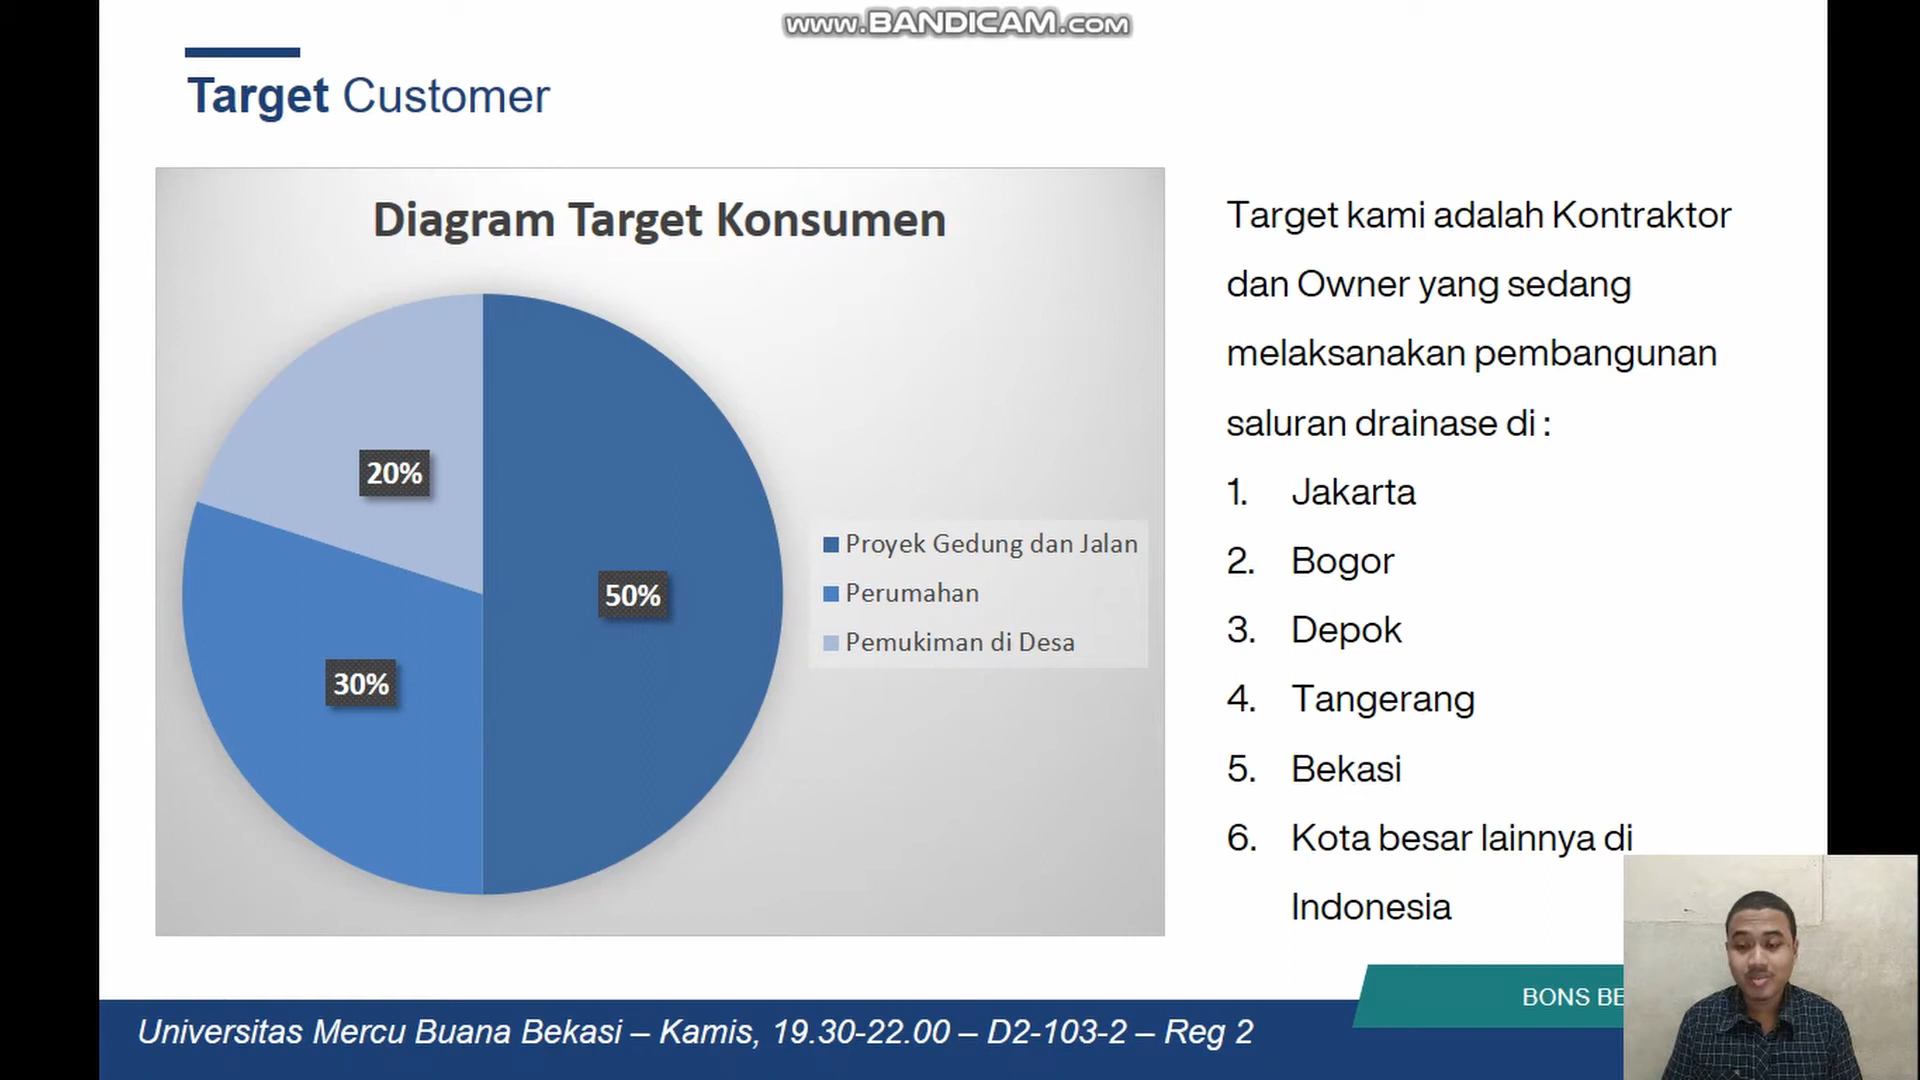 www.BANDICAM.com
Target Customer
Diagram Target Konsumen
20%
50%
30%
Proyek Gedung dan Jalan
Perumahan
Pemukiman di Desa
Target kami adalah Kontraktor
dan Owner yang sedang
melaksanakan pembangunan
saluran drainase di :
1. Jakarta
2. Bogor
3. Depok
4. Tangerang
5. Bekasi
6. Kota besar lainnya di
Indonesia
BONS
Universitas Mercu Buana Bekasi – Kamis, 19.30-22.00 – D2-103-2 – Reg 2